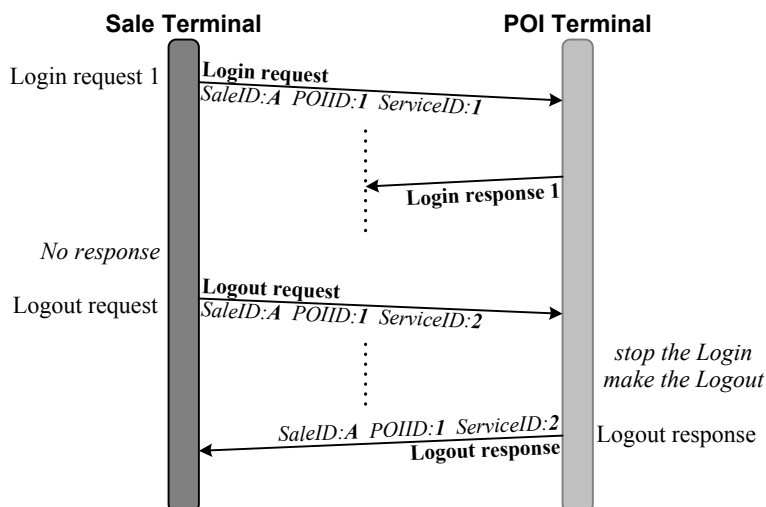 Sale Terminal
POI Terminal
Login request 1
Login request
SaleID:A POIID:1 ServiceID:1
Login response 1
No response
Logout request
Logout request
SaleID:A POIID:1 ServiceID:2
stop the Login
make the Logout
SaleID:A POIID:1 ServiceID:2
Logout response
Logout response